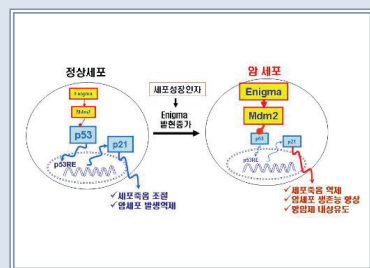 정상세포
Enigma
Mdm2
p53
p21
p53RE
✓세포죽음 조절
✓암세포 발생억제
세포성장인자
Enigma
발현증가
암 세포
Enigma
Mdm2
p53
p21
p53RE
✓세포죽음 억제
✓암세포 생존능 향상
✓항암제 내성유도